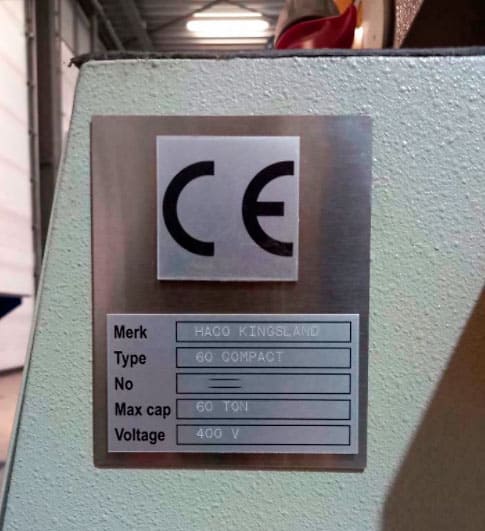 CE
Merk HACO KINGSLAND
Type 60 COMPACT
No
Max cap 60 TON
Voltage 400 V